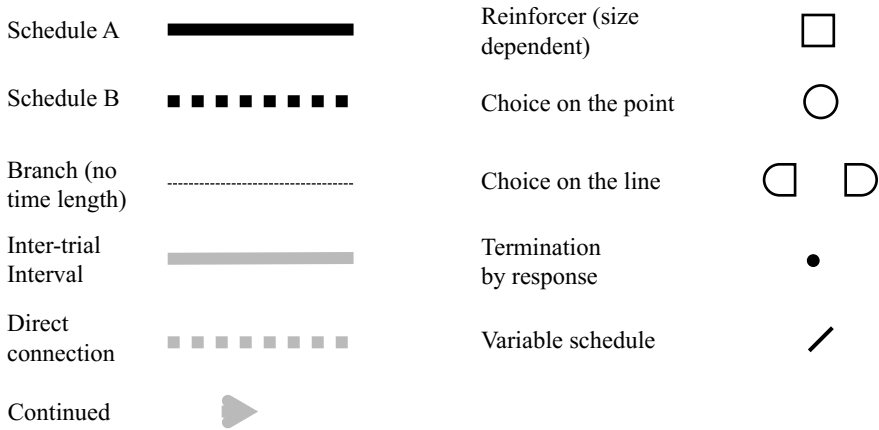 Schedule A
Schedule B
Branch (no
time length)
Inter-trial
Interval
Direct
connection
Continued
Reinforcer (size
dependent)
Choice on the point
Choice on the line
Termination
by response
Variable schedule